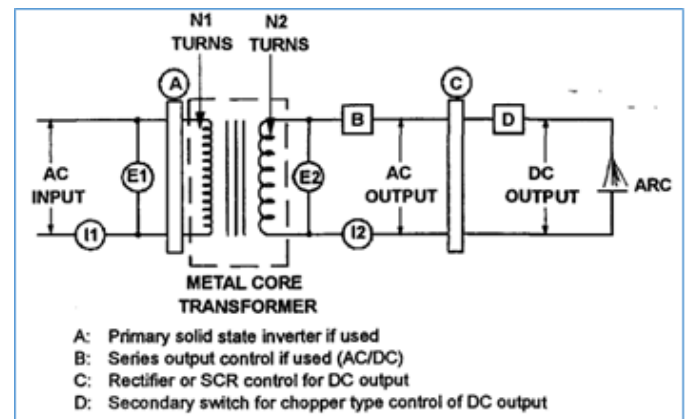 N1 N2
TURNS TURNS
A C
B D
AC INPUT E1 E2 AC OUTPUT DC OUTPUT ARC
I1 I2
METAL CORE
TRANSFORMER
A: Primary solid state inverter if used
B: Series output control if used (AC/DC)
C: Rectifier or SCR control for DC output
D: Secondary switch for chopper type control of DC output